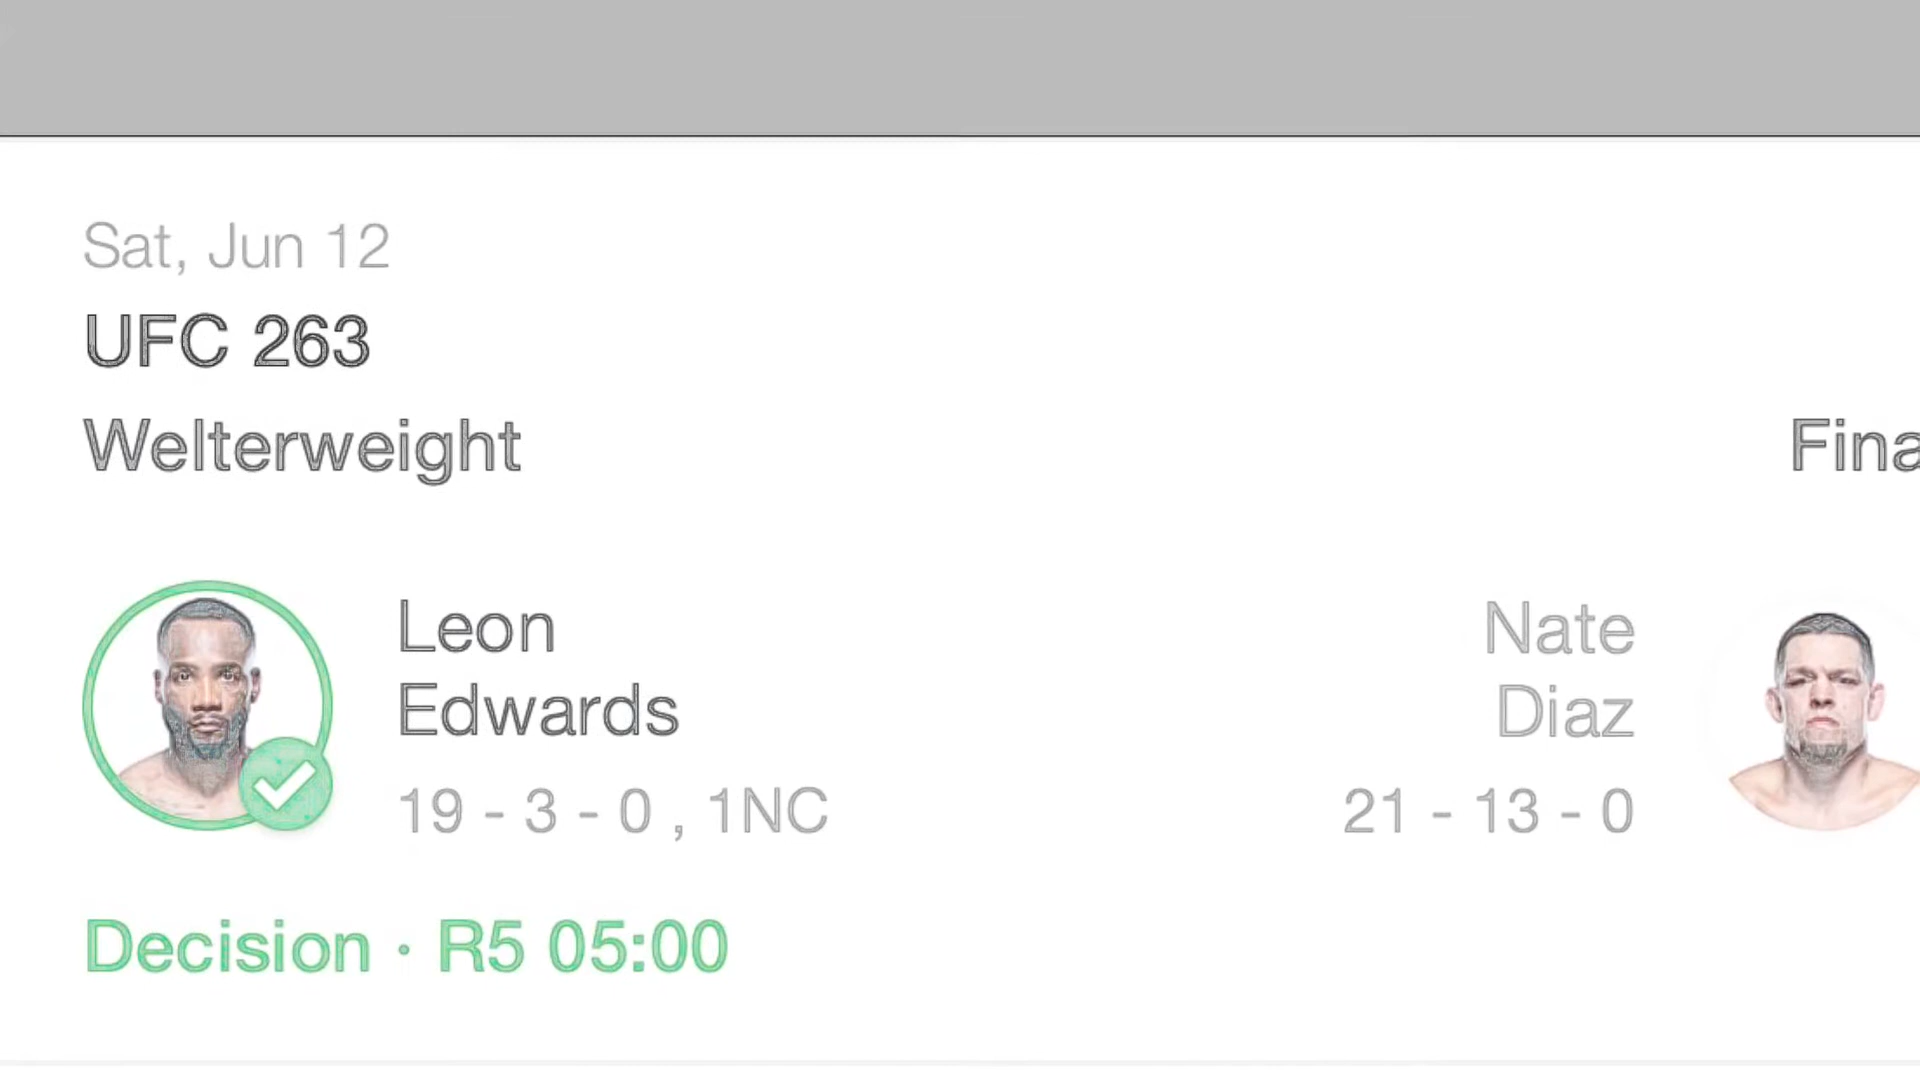 Sat, Jun 12
UFC 263
Welterweight
Fina
Leon
Edwards
19 - 3 - 0 , 1NC
Nate
Diaz
21 - 13 - 0
Decision · R5 05:00